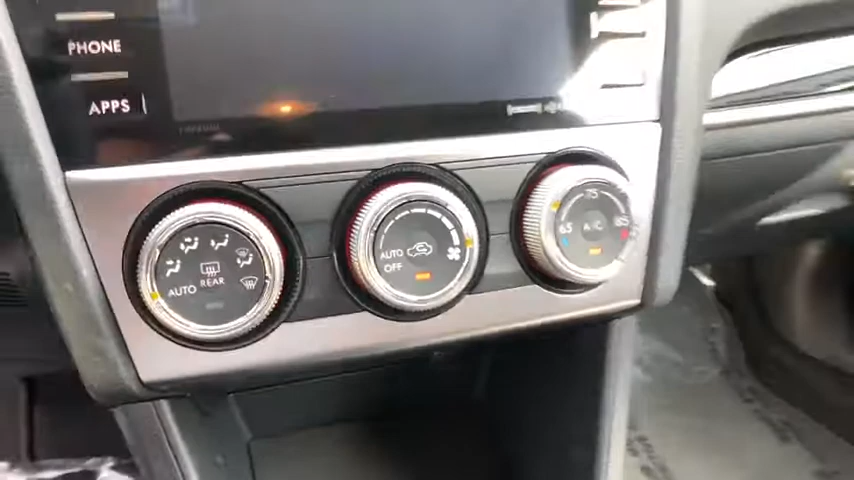 PHONE
APPS
REAR
AUTO
AUTO
OFF
75
A/C
65
85